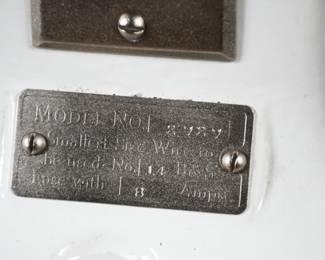 MODEL NO.
Smallest Size Wire to
be used - No. 14 B&S
fuse with 8 Amps